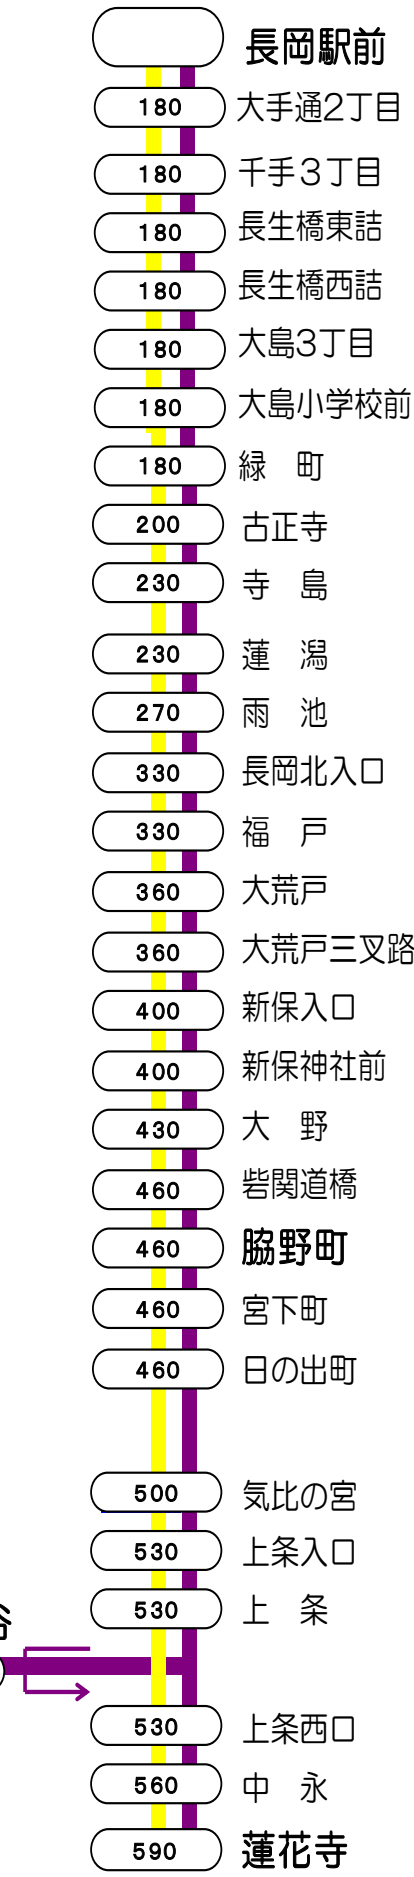 長岡駅前
180 大手通2丁目
180 千手3丁目
180 長生橋東詰
180 長生橋西詰
180 大島3丁目
180 大島小学校前
180 緑 町
200 古正寺
230 寺 島
230 蓮 潟
270 雨 池
330 長岡北入口
330 福 戸
360 大荒戸
360 大荒戸三叉路
400 新保入口
400 新保神社前
430 大 野
460 呰関道橋
460 脇野町
460 宮下町
460 日の出町
500 気比の宮
530 上条入口
530 上 条
530 上条西口
560 中 永
590 蓮花寺